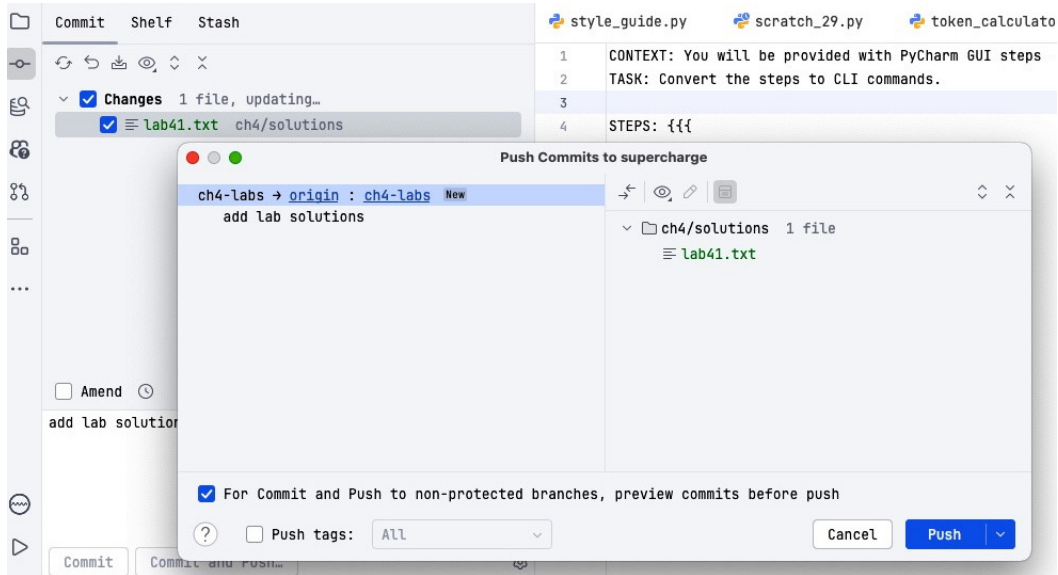 Commit Shelf Stash
style_guide.py scratch_29.py token_calculato
Changes 1 file, updating…
lab41.txt ch4/solutions
1 CONTEXT: You will be provided with PyCharm GUI steps
2 TASK: Convert the steps to CLI commands.
3
4 STEPS: {{{
Push Commits to supercharge
ch4-labs → origin : ch4-labs New
add lab solutions
ch4/solutions 1 file
lab41.txt
Amend
add lab solution
For Commit and Push to non-protected branches, preview commits before push
? Push tags: All
Cancel Push
Commit Commit and Push…